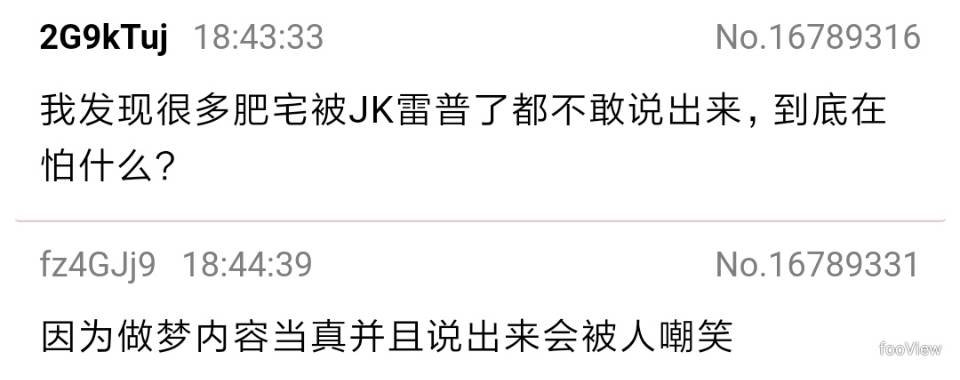 2G9kTuj 18:43:33 No.16789316
我发现很多肥宅被JK雷普了都不敢说出来，到底在
怕什么？
fz4GJj9 18:44:39 No.16789331
因为做梦内容当真并且说出来会被人嘲笑
fooView